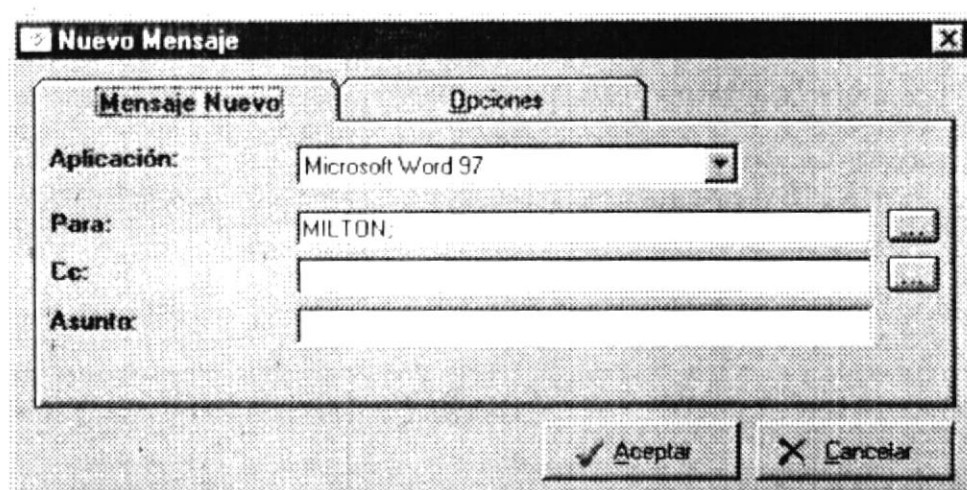 Nuevo Mensaje
Mensaje Nuevo Opciones
Aplicación: Microsoft Word 97
Para: MILTON; ...
Cc: ...
Asunto:
Aceptar Cancelar